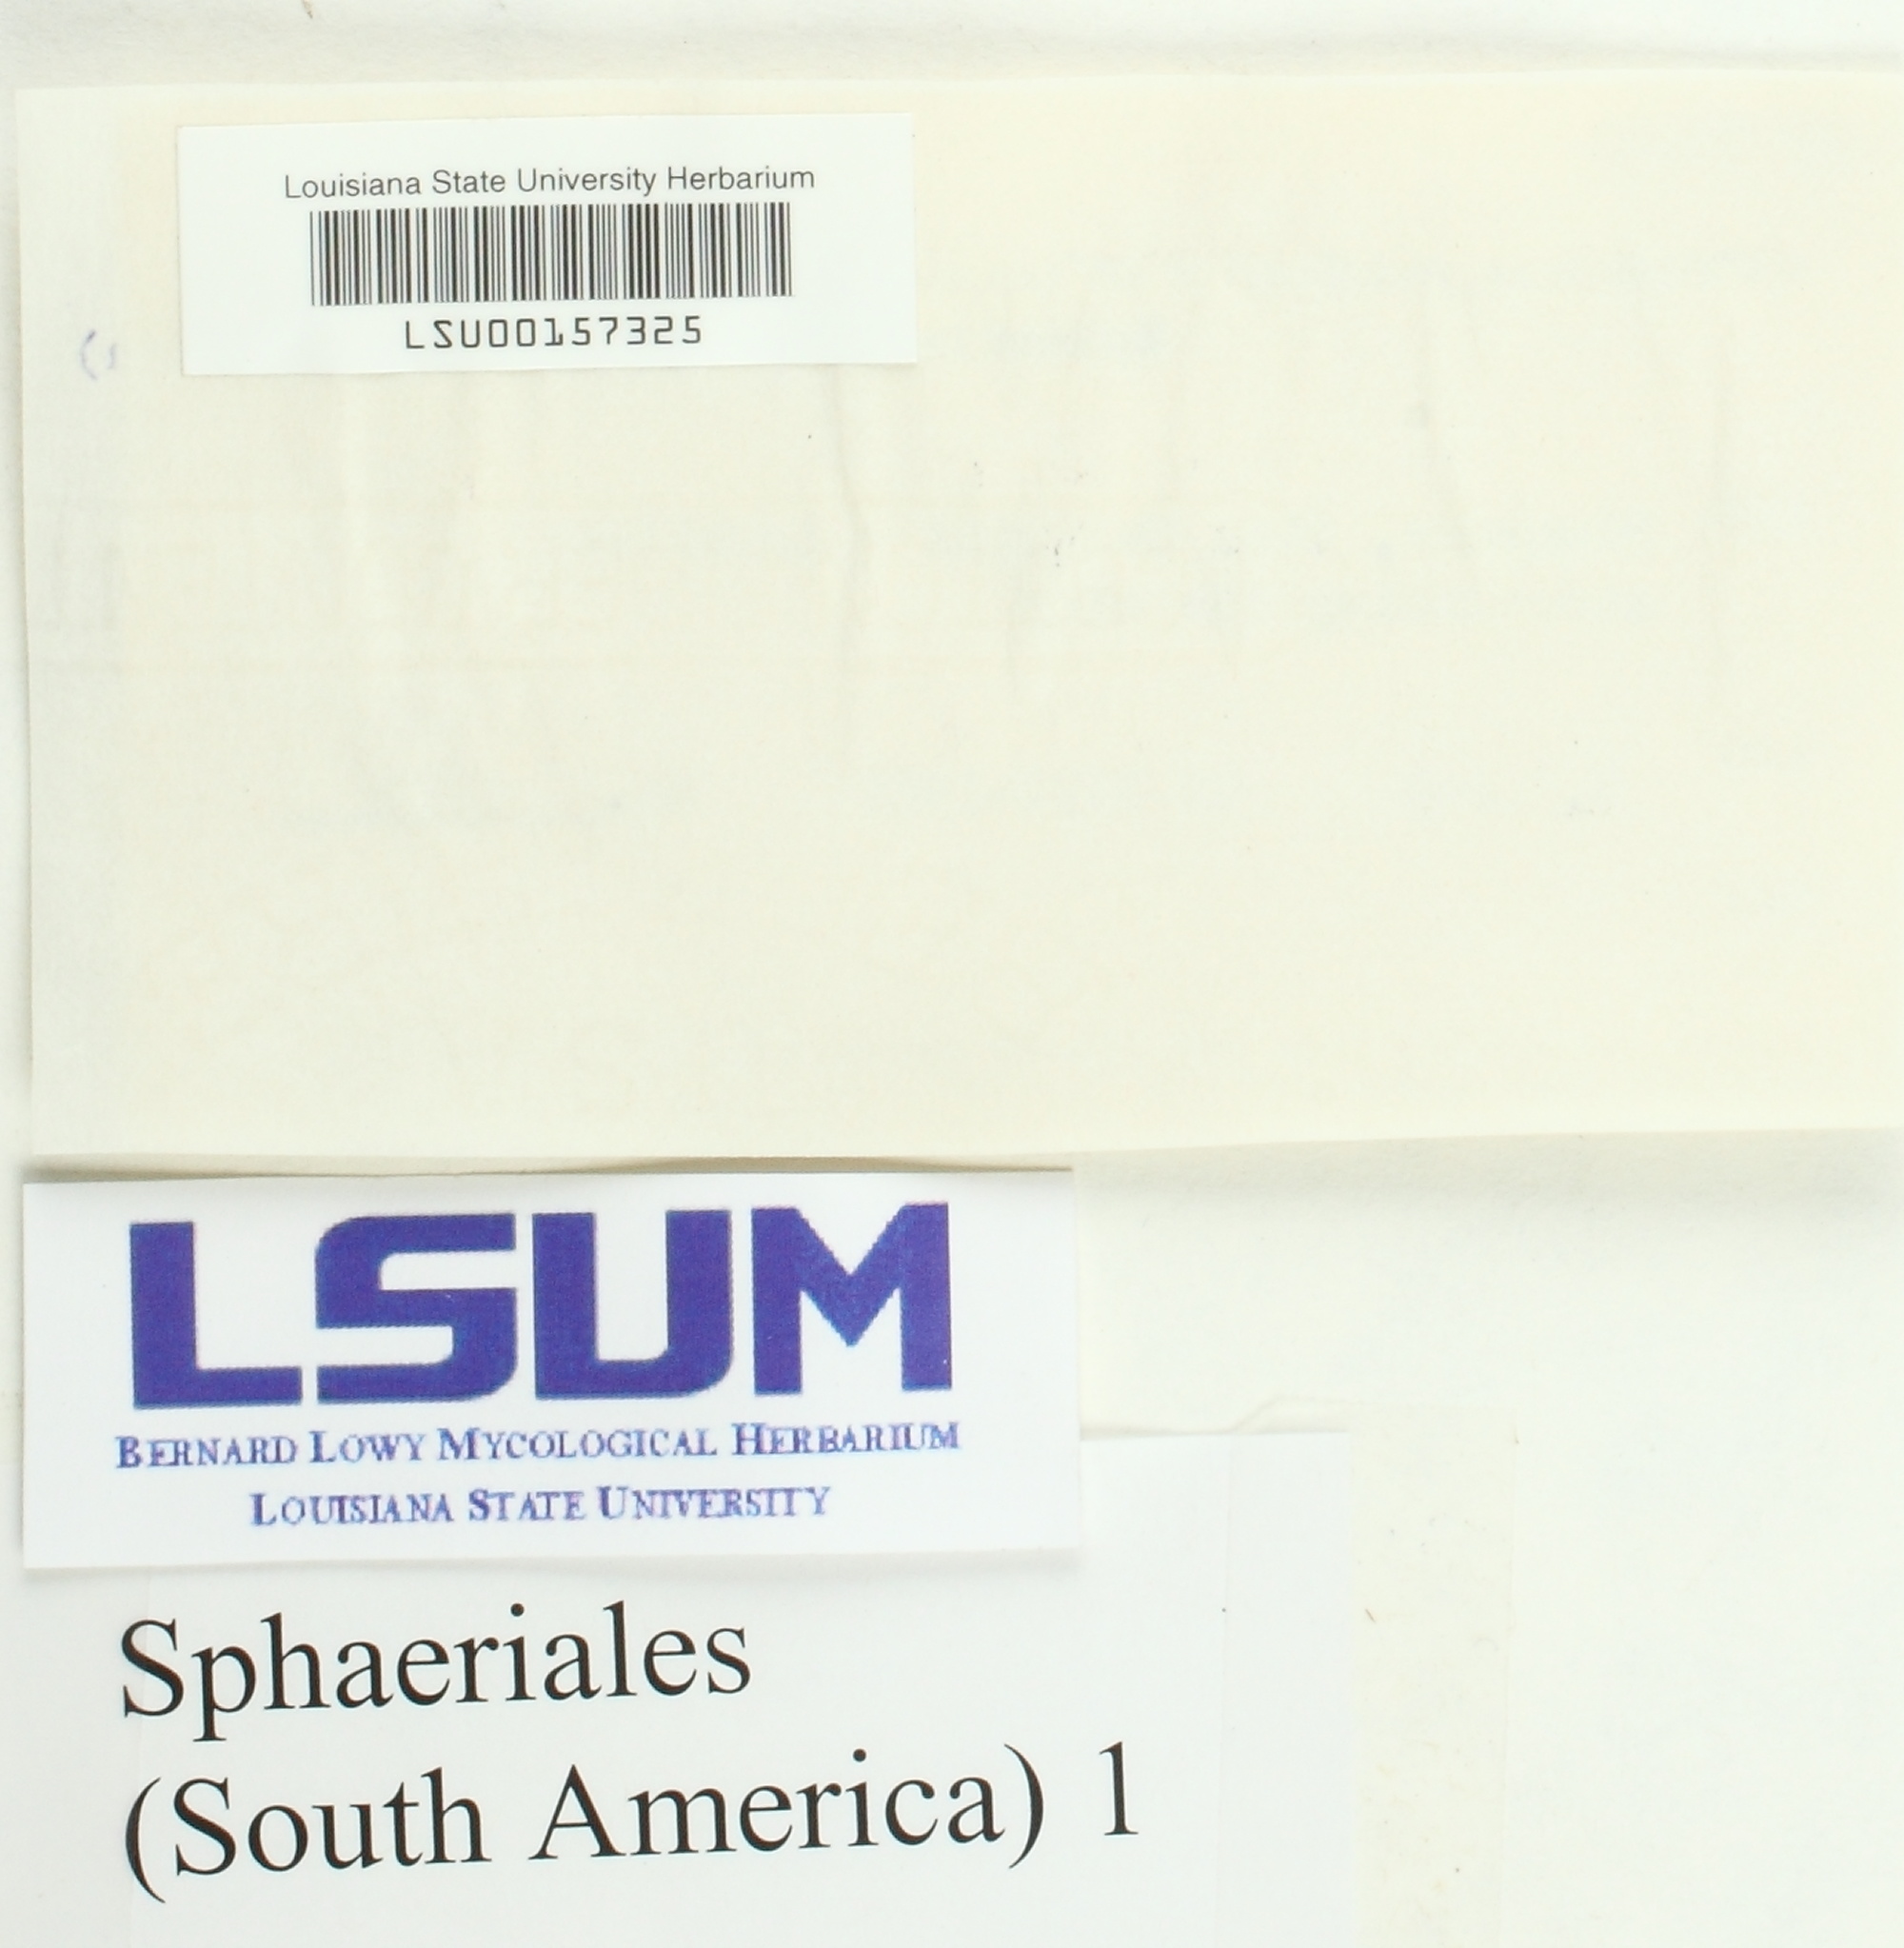 Louisiana State University Herbarium
LSU00157325
LSUM
BERNARD LOWY MYCOLOGICAL HERBARIUM
LOUISIANA STATE UNIVERSITY
Sphaeriales
(South America) 1